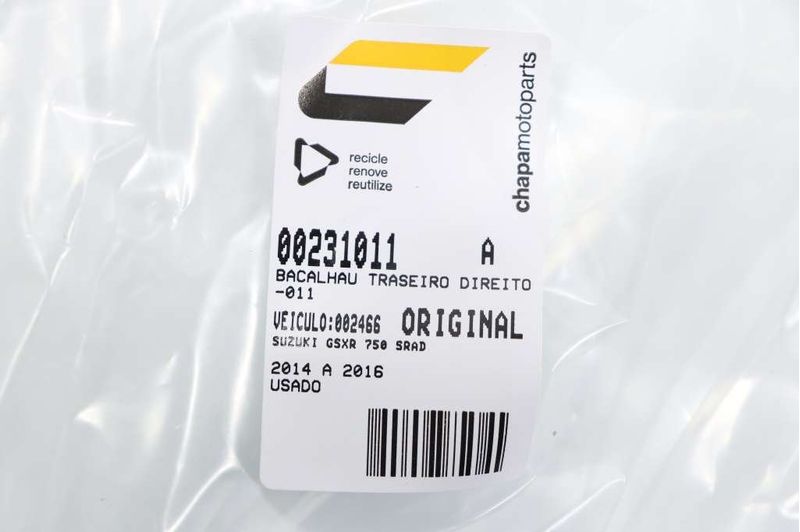 chapamotoparts
recicle
renove
reutilize
00231011 A
BACALHAU TRASEIRO DIREITO
-011
VEICULO:002466 ORIGINAL
SUZUKI GSXR 750 SRAD
2014 A 2016
USADO